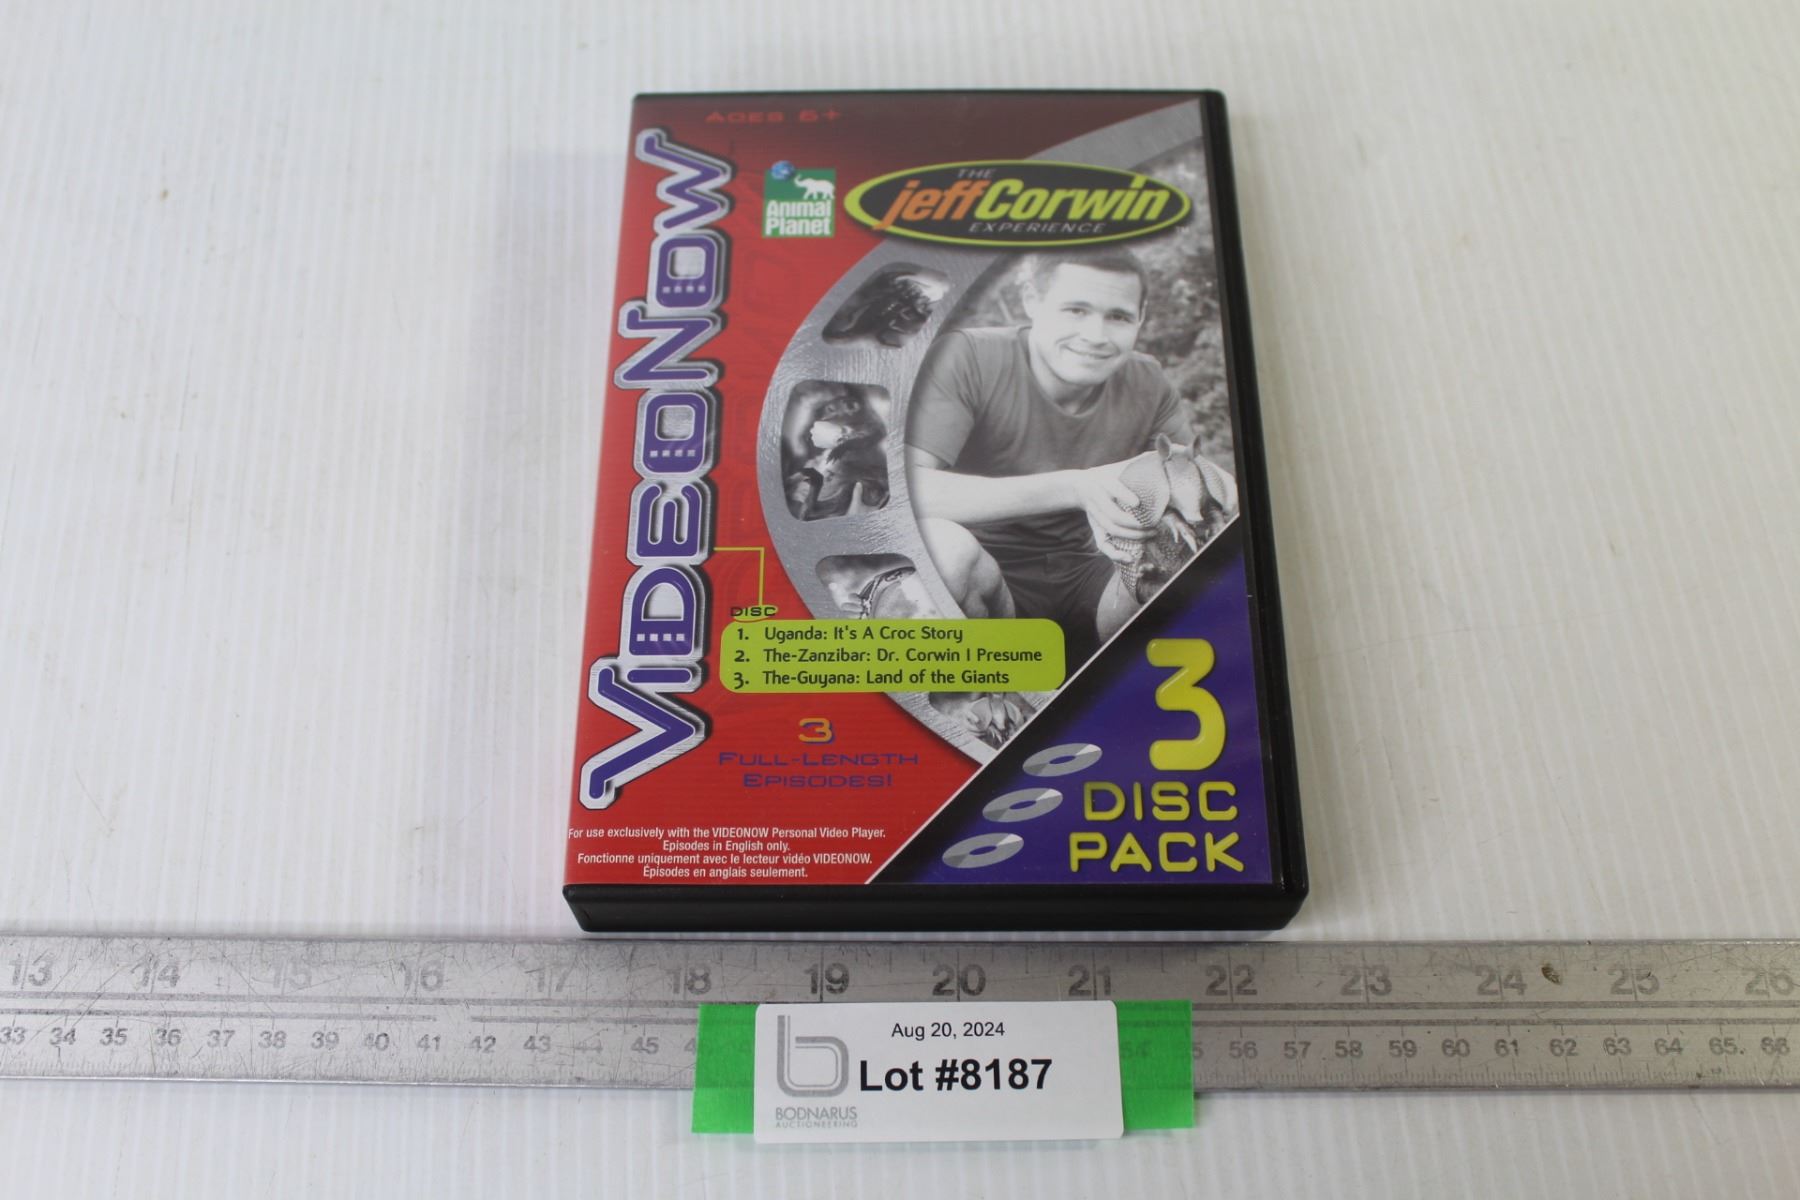 AGES 6+
VIDEONOW
Animal
Planet
THE
jeffCorwin
EXPERIENCE
TM
DISC
1. Uganda: It's A Croc Story
2. The-Zanzibar: Dr. Corwin I Presume
3. The-Guyana: Land of the Giants
3
FULL-LENGTH
EPISODES!
3
DISC
PACK
For use exclusively with the VIDEONOW Personal Video Player.
Episodes in English only.
Fonctionne uniquement avec le lecteur vidéo VIDEONOW.
Épisodes en anglais seulement.
13 14 15 16 17 18 19 20 21 22 23 24 25 26
33 34 35 36 37 38 39 40 41 42 43 44 45 56 57 58 59 60 61 62 63 64 65. 66
Aug 20, 2024
Lot #8187
BODNARUS
AUCTIONEERING